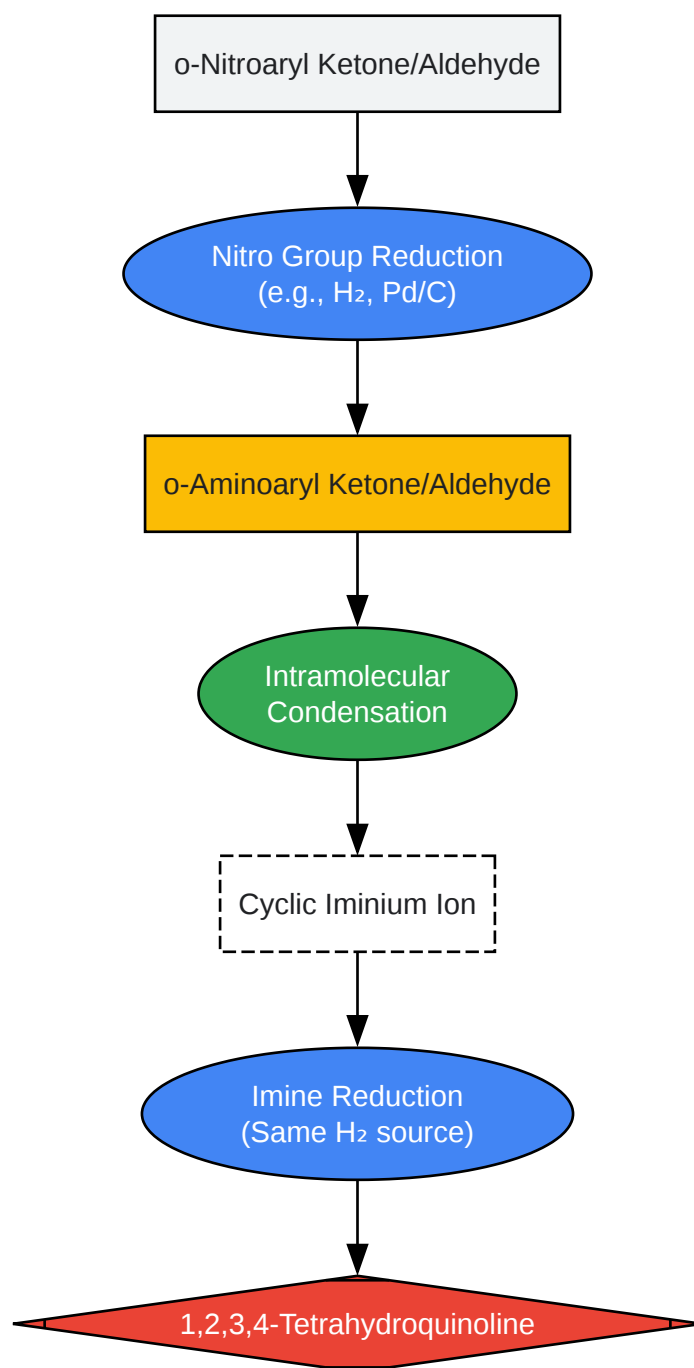 o-Nitroaryl Ketone/Aldehyde
Nitro Group Reduction
(e.g., H₂, Pd/C)
o-Aminoaryl Ketone/Aldehyde
Intramolecular
Condensation
Cyclic Iminium Ion
Imine Reduction
(Same H₂ source)
1,2,3,4-Tetrahydroquinoline